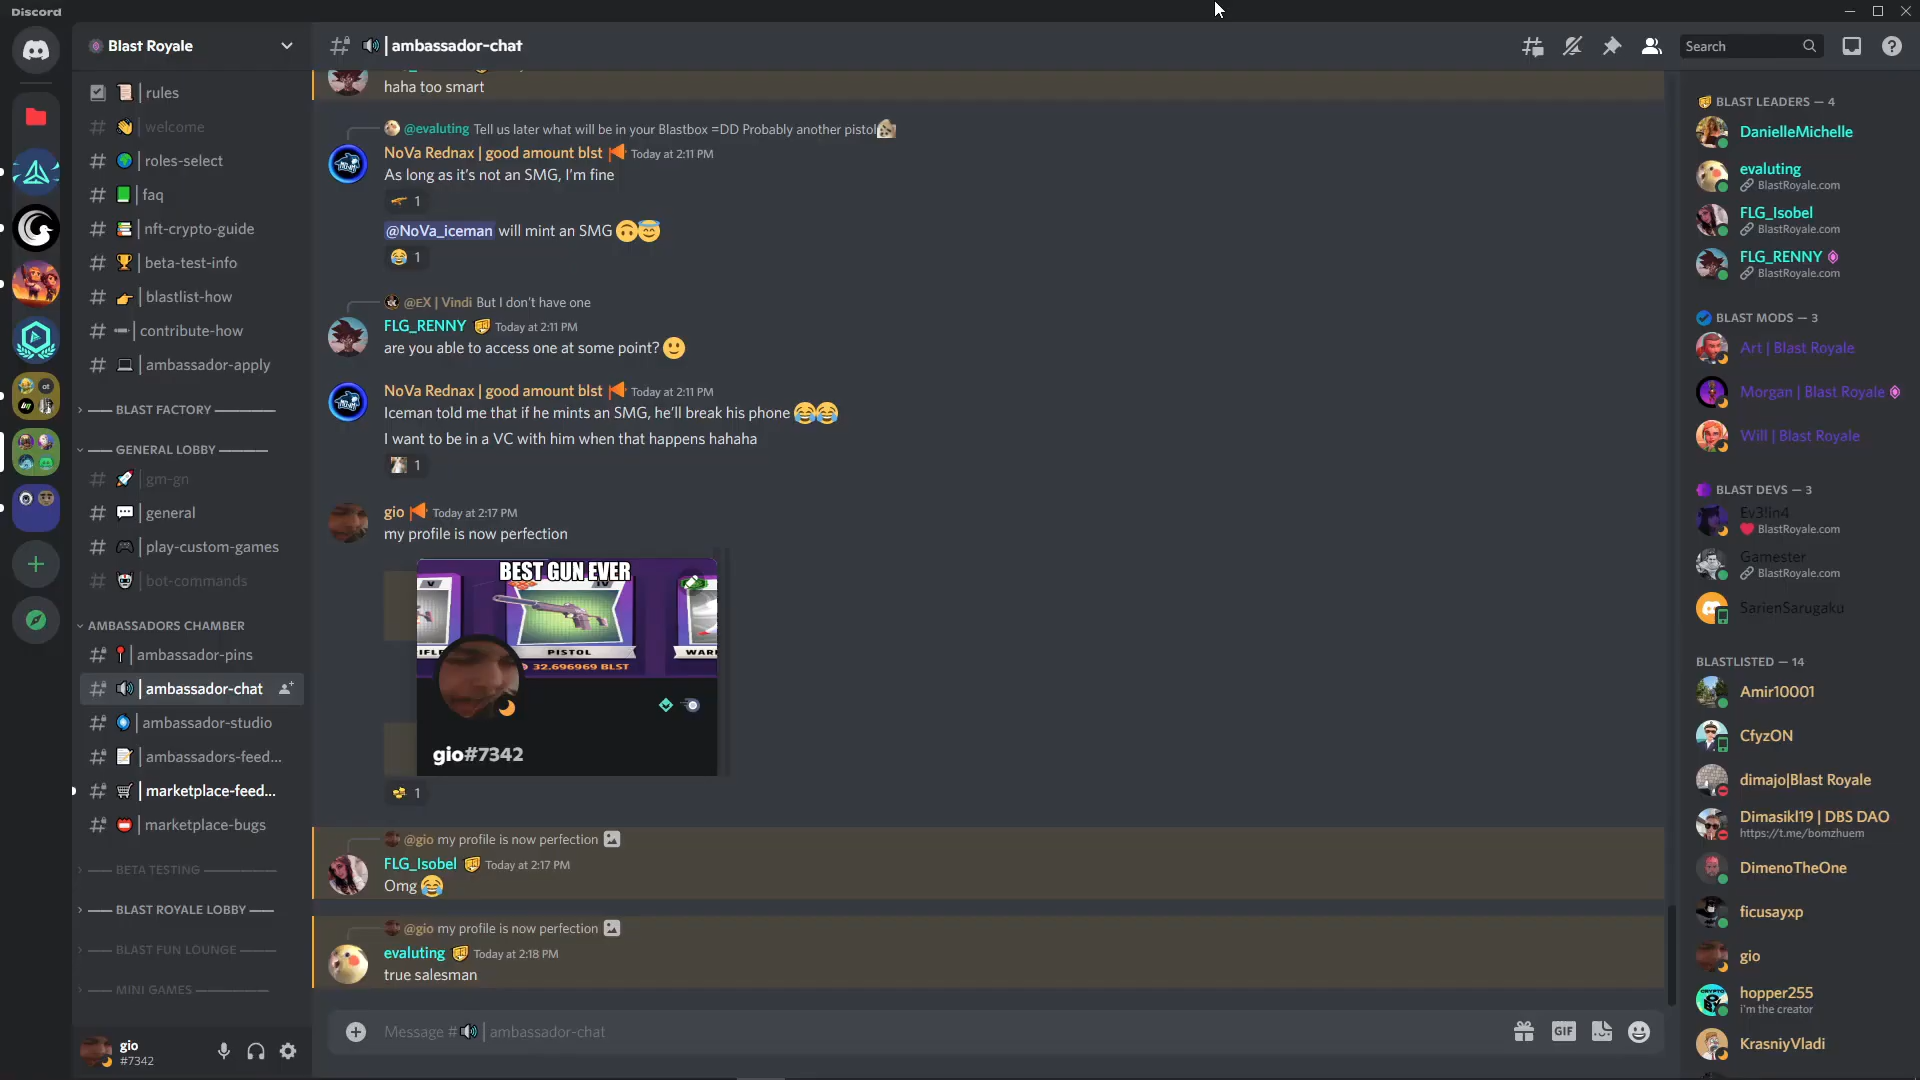 Discord
Blast Royale
rules
welcome
roles-select
faq
nft-crypto-guide
beta-test-info
blastlist-how
contribute-how
ambassador-apply
BLAST FACTORY
GENERAL LOBBY
gm-gn
general
play-custom-games
bot-commands
AMBASSADORS CHAMBER
ambassador-pins
ambassador-chat
ambassador-studio
ambassadors-feed...
marketplace-feed...
marketplace-bugs
BETA TESTING
BLAST ROYALE LOBBY
BLAST FUN LOUNGE
MINI GAMES
gio
#7342
ambassador-chat
Search
haha too smart
@evaluting Tell us later what will be in your Blastbox =DD Probably another pistol
NoVa Rednax | good amount blst Today at 2:11 PM
As long as it's not an SMG, I'm fine
1
@NoVa_iceman will mint an SMG
1
@EX | Vindi But I don't have one
FLG_RENNY Today at 2:11 PM
are you able to access one at some point?
NoVa Rednax | good amount blst Today at 2:11 PM
Iceman told me that if he mints an SMG, he'll break his phone
I want to be in a VC with him when that happens hahaha
1
gio Today at 2:17 PM
my profile is now perfection
BEST GUN EVER
PISTOL
32.696969 BLST
gio#7342
1
@gio my profile is now perfection
FLG_Isobel Today at 2:17 PM
Omg
@gio my profile is now perfection
evaluting Today at 2:18 PM
true salesman
Message # | ambassador-chat
GIF
BLAST LEADERS — 4
DanielleMichelle
evaluting
BlastRoyale.com
FLG_Isobel
BlastRoyale.com
FLG_RENNY
BlastRoyale.com
BLAST MODS — 3
Art | Blast Royale
Morgan | Blast Royale
Will | Blast Royale
BLAST DEVS — 3
Ev3!in4
BlastRoyale.com
Gamester
BlastRoyale.com
SarienSarugaku
BLASTLISTED — 14
Amir10001
CfyzON
dimajo|Blast Royale
Dimasikl19 | DBS DAO
https://t.me/bomzhuem
DimenoTheOne
ficusayxp
gio
hopper255
i'm the creator
KrasniyVladi